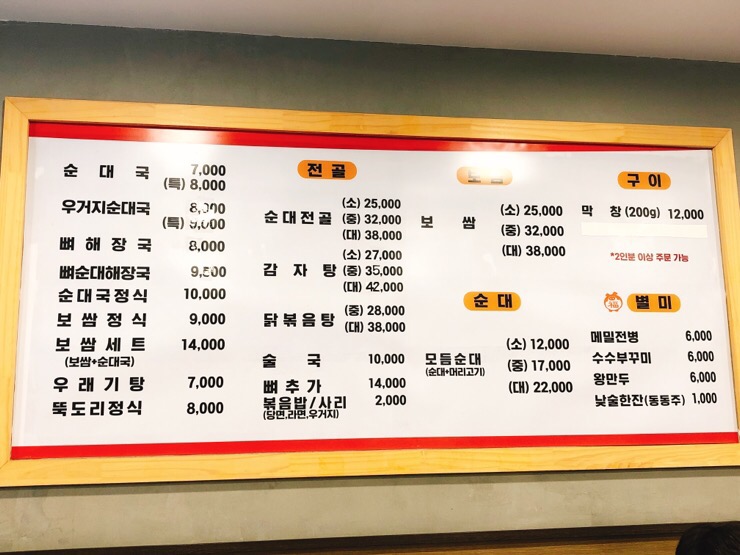 순대국 7,000
(특) 8,000
우거지순대국 8,000
(특) 9,000
뼈해장국 8,000
뼈순대해장국 9,500
순대국정식 10,000
보쌈정식 9,000
보쌈세트 14,000
(보쌈+순대국)
우래기탕 7,000
뚝도리정식 8,000
전골
순대전골 (소) 25,000
(중) 32,000
(대) 38,000
감자탕 (소) 27,000
(중) 35,000
(대) 42,000
닭볶음탕 (중) 28,000
(대) 38,000
술국 10,000
뼈추가 14,000
볶음밥/사리 2,000
(당면,라면,우거지)
보쌈 (소) 25,000
(중) 32,000
(대) 38,000
순대
모듬순대 (소) 12,000
(순대+머리고기) (중) 17,000
(대) 22,000
구이
막창(200g) 12,000
*2인분 이상 주문 가능
별미
메밀전병 6,000
수수부꾸미 6,000
왕만두 6,000
낮술한잔(동동주) 1,000